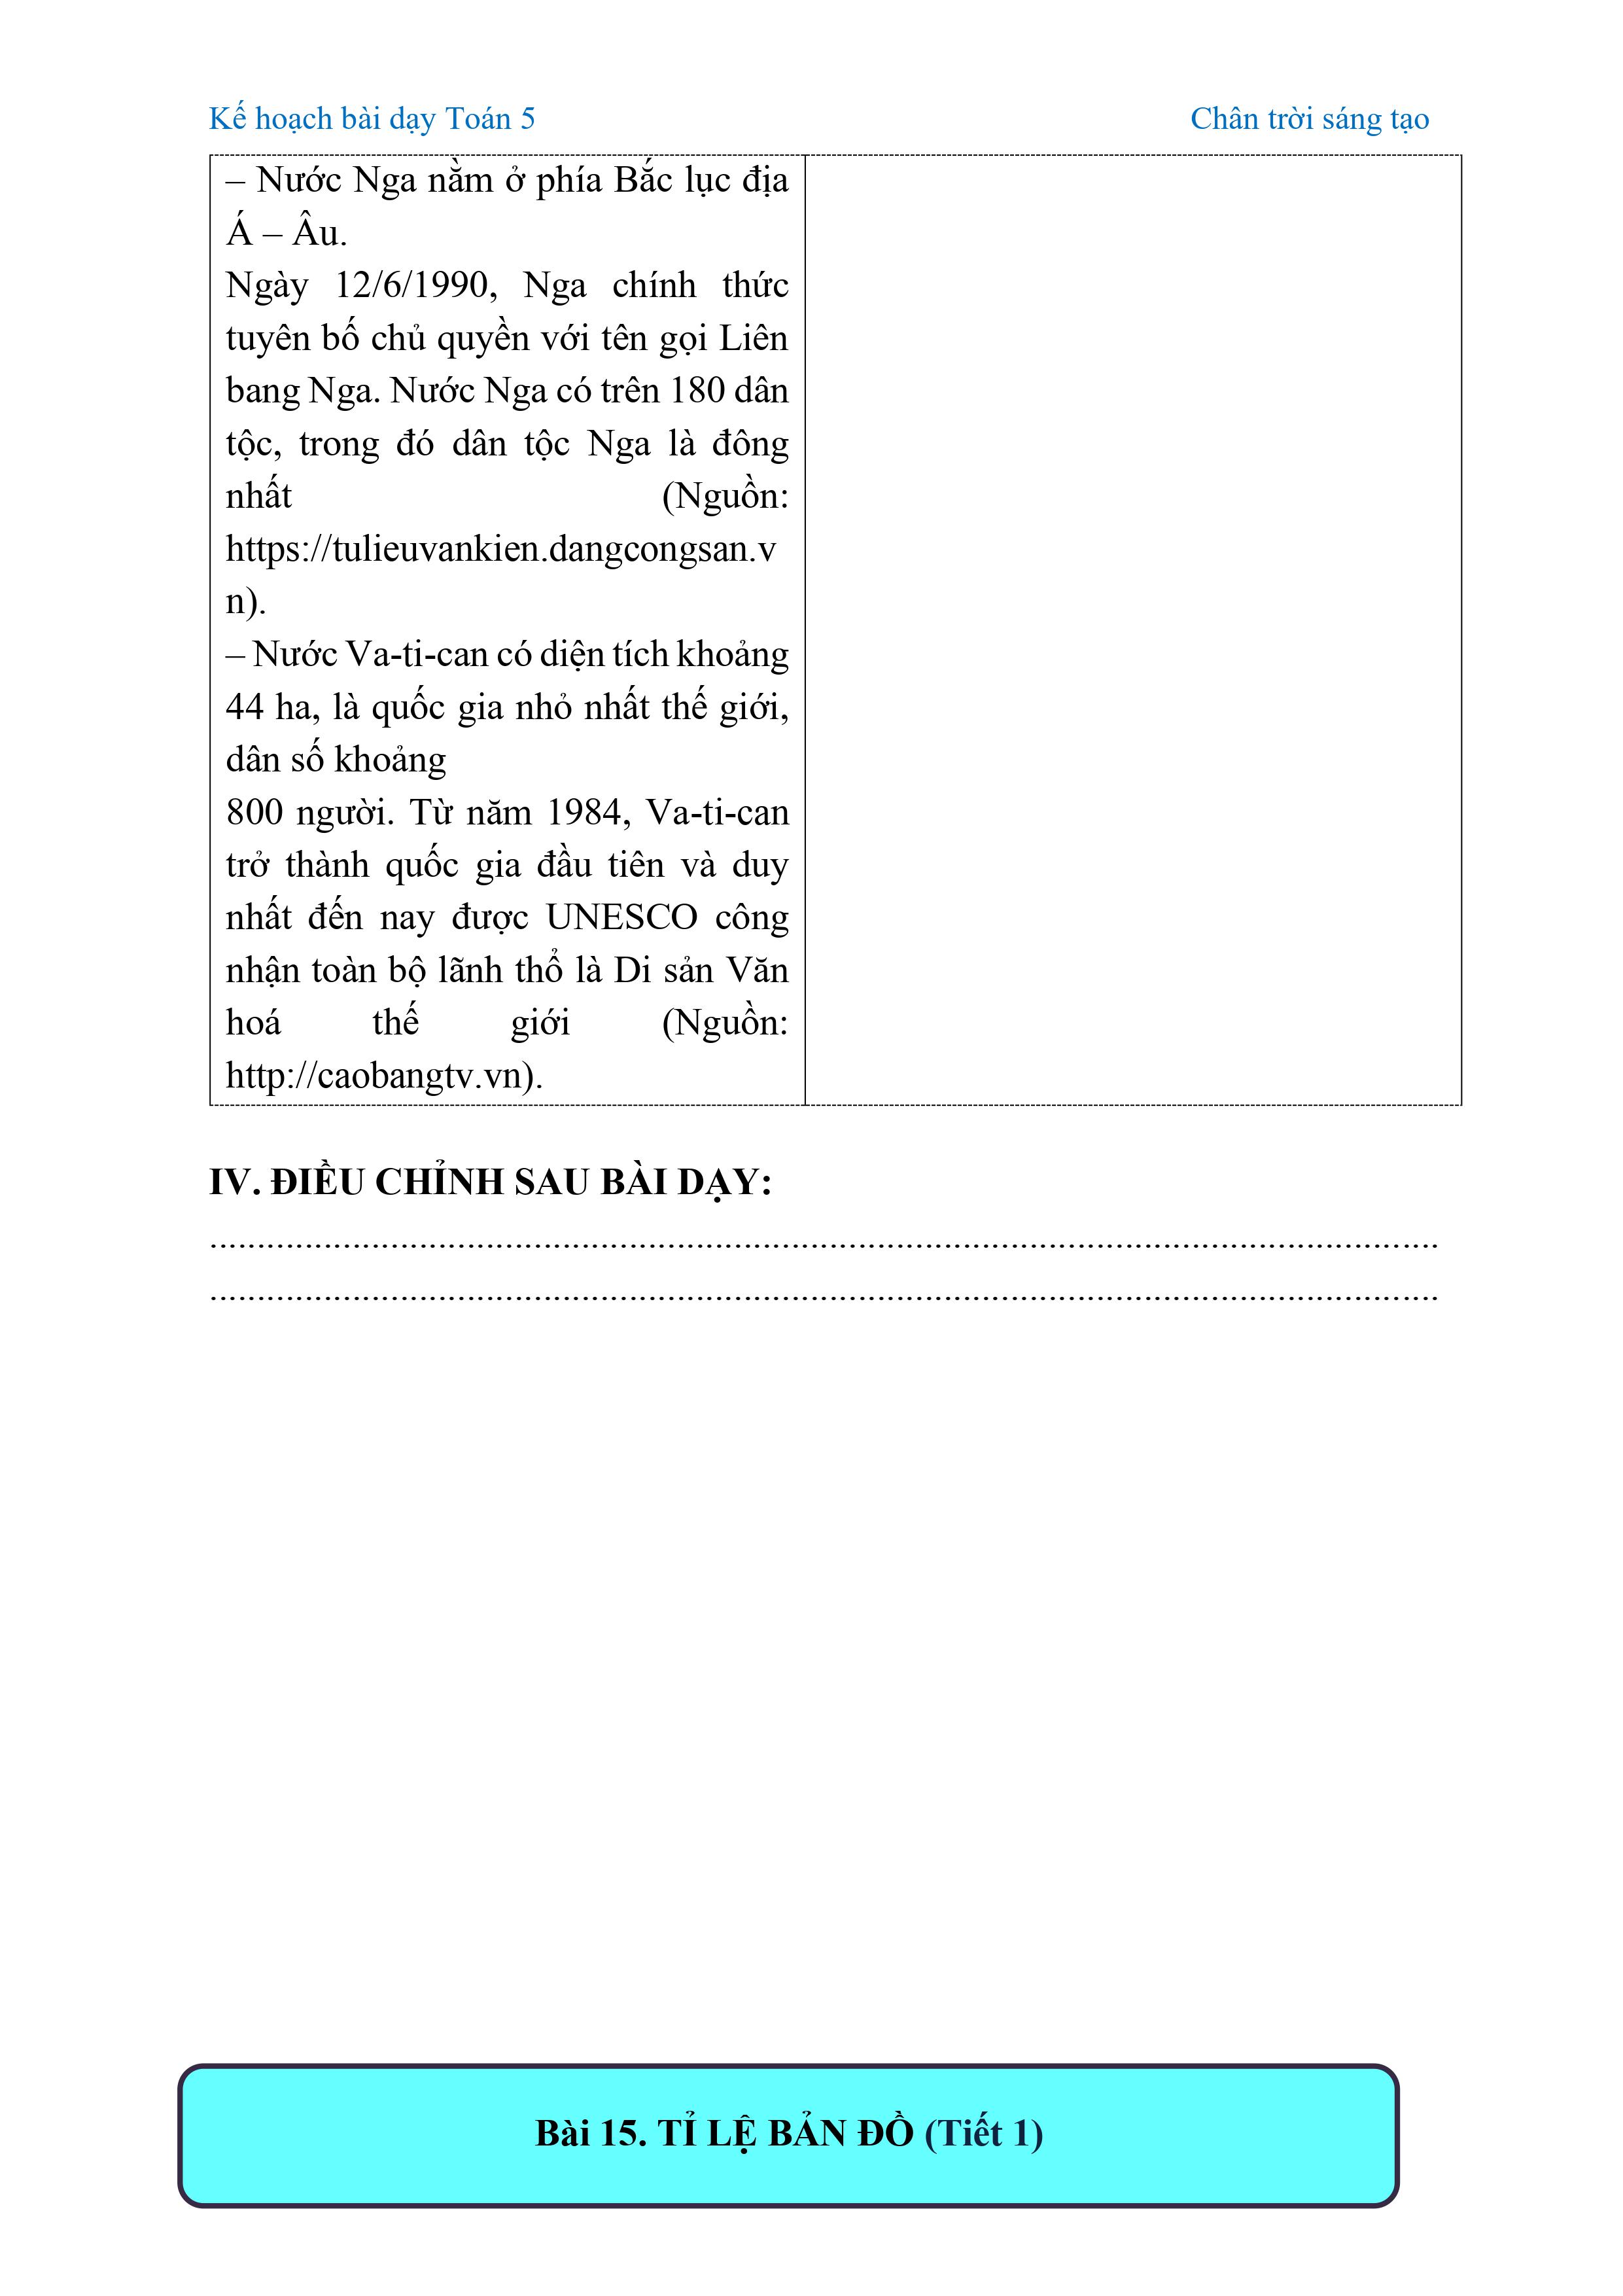 Kế hoạch bài dạy Toán 5 Chân trời sáng tạo
– Nước Nga nằm ở phía Bắc lục địa
Á – Âu.
Ngày 12/6/1990, Nga chính thức
tuyên bố chủ quyền với tên gọi Liên
bang Nga. Nước Nga có trên 180 dân
tộc, trong đó dân tộc Nga là đông
nhất (Nguồn:
https://tulieuvankien.dangcongsan.v
n).
– Nước Va-ti-can có diện tích khoảng
44 ha, là quốc gia nhỏ nhất thế giới,
dân số khoảng
800 người. Từ năm 1984, Va-ti-can
trở thành quốc gia đầu tiên và duy
nhất đến nay được UNESCO công
nhận toàn bộ lãnh thổ là Di sản Văn
hoá thế giới (Nguồn:
http://caobangtv.vn).
IV. ĐIỀU CHỈNH SAU BÀI DẠY:
................................................................................................................................
................................................................................................................................
Bài 15. TỈ LỆ BẢN ĐỒ (Tiết 1)